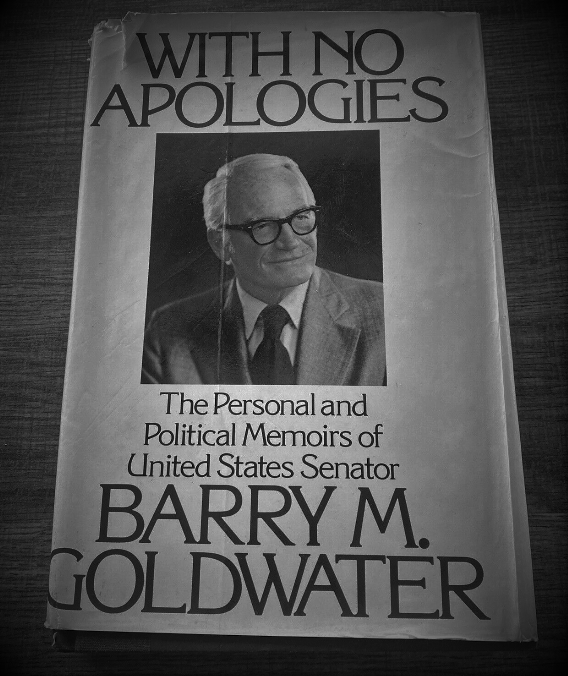 WITH NO
APOLOGIES
The Personal and
Political Memoirs of
United States Senator
BARRY M.
GOLDWATER